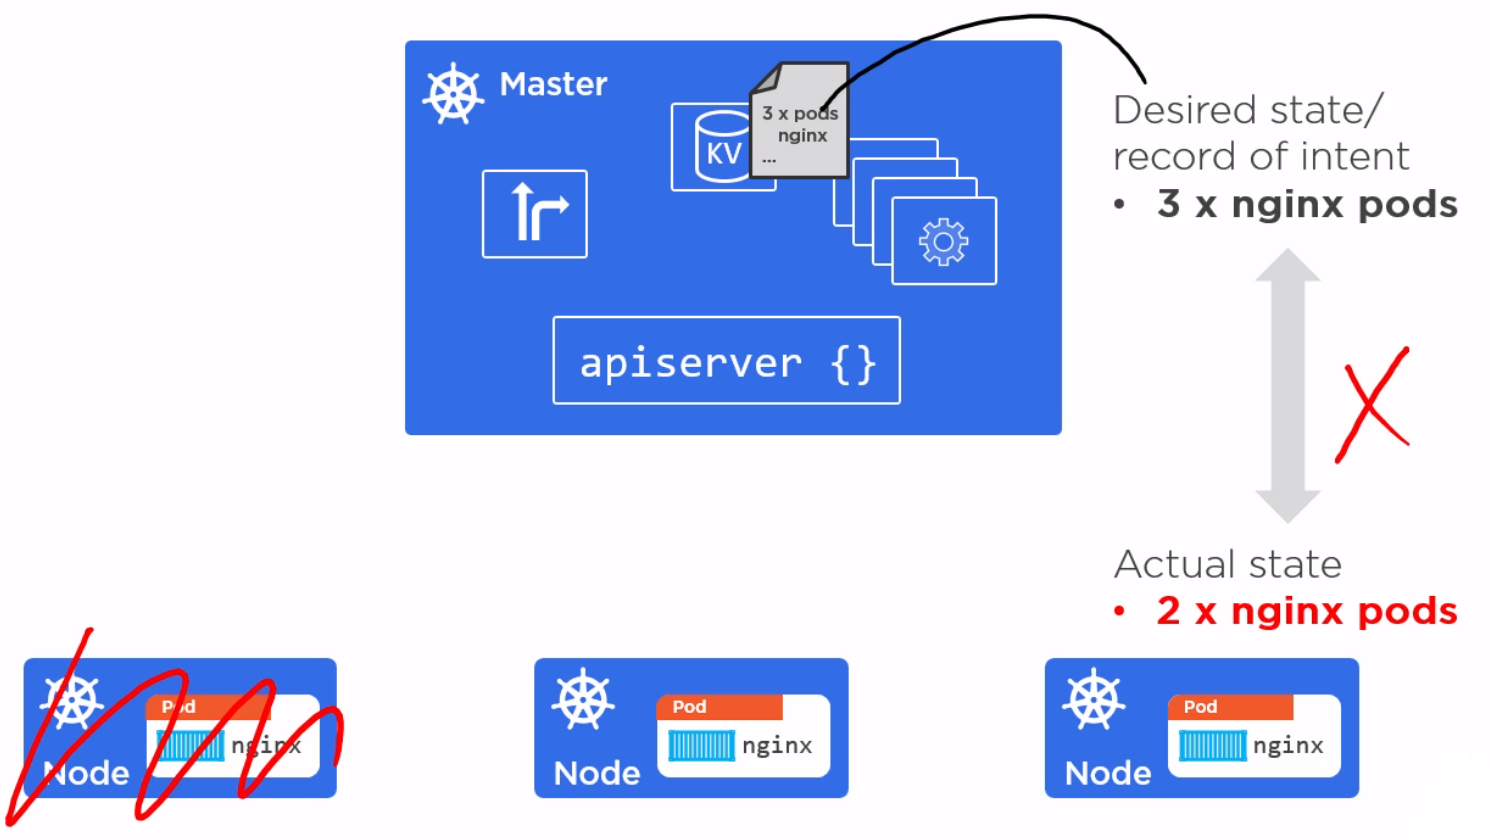 Master
KV
3 x pods
nginx
...
apiserver {}
Desired state/
record of intent
• 3 x nginx pods
Actual state
• 2 x nginx pods
Pod
nginx
Node
Pod
nginx
Node
Pod
nginx
Node